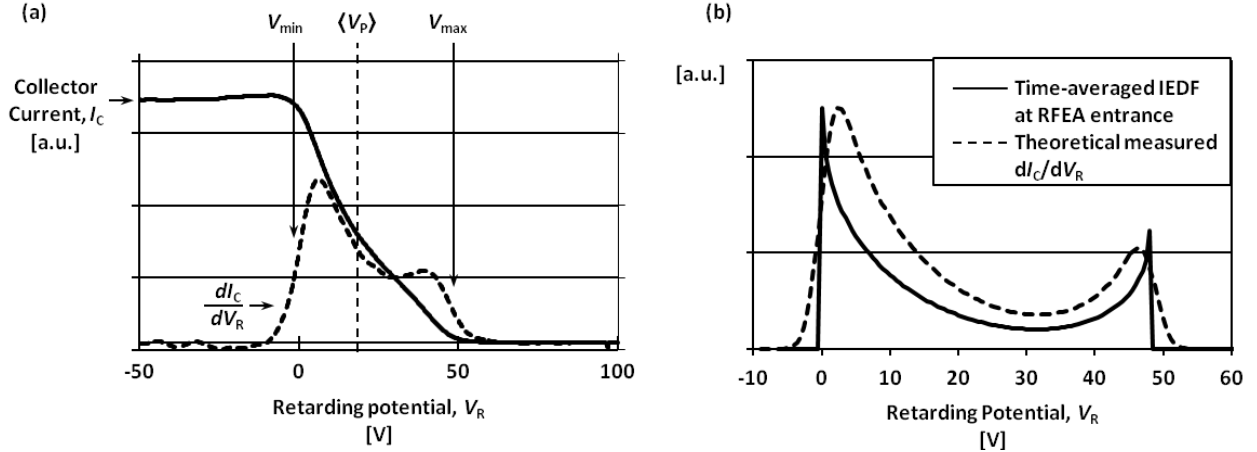 (a)
V_min
⟨V_P⟩
V_max
Collector
Current, I_C
[a.u.]
dI_C
dV_R
-50
0
50
100
Retarding potential, V_R
[V]
(b)
[a.u.]
Time-averaged IEDF
at RFEA entrance
Theoretical measured
dI_C/dV_R
-10
0
10
20
30
40
50
60
Retarding Potential, V_R
[V]